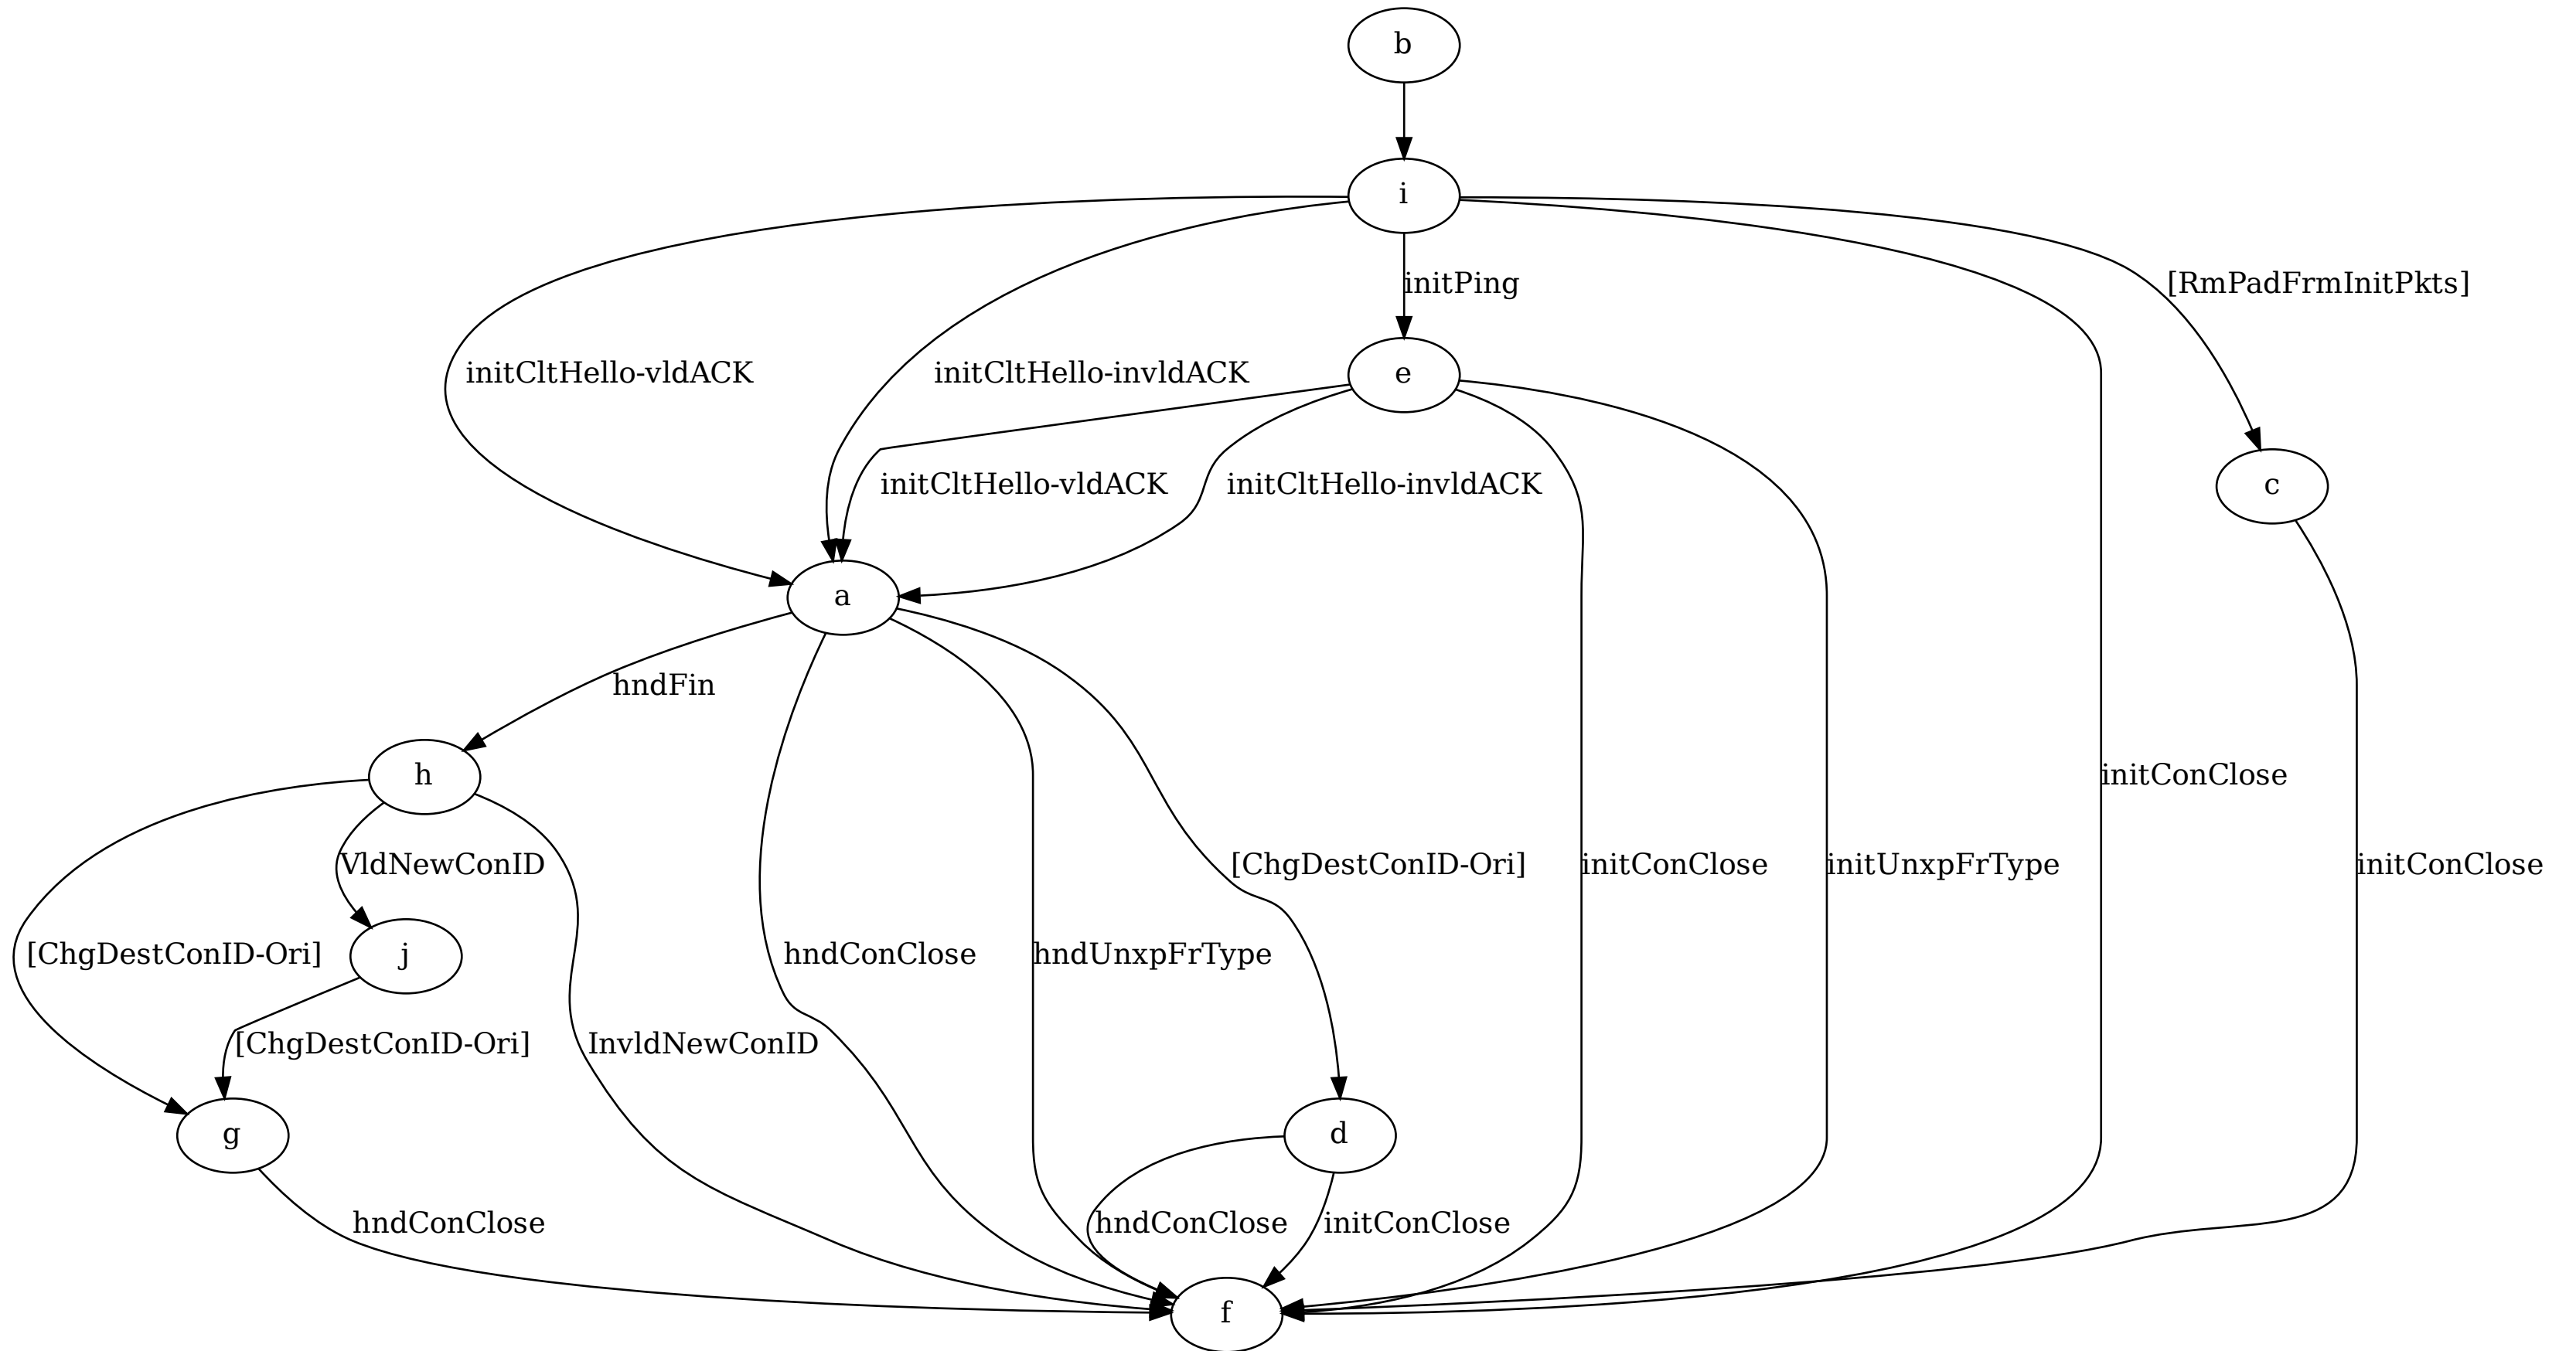 b
i
initPing
[RmPadFrmInitPkts]
initCltHello-vldACK
initCltHello-invldACK
e
initCltHello-vldACK
initCltHello-invldACK
c
a
hndFin
h
initConClose
VldNewConID
[ChgDestConID-Ori]
initConClose
initUnxpFrType
initConClose
[ChgDestConID-Ori]
j
hndConClose
hndUnxpFrType
[ChgDestConID-Ori]
InvldNewConID
g
d
hndConClose
hndConClose
initConClose
f